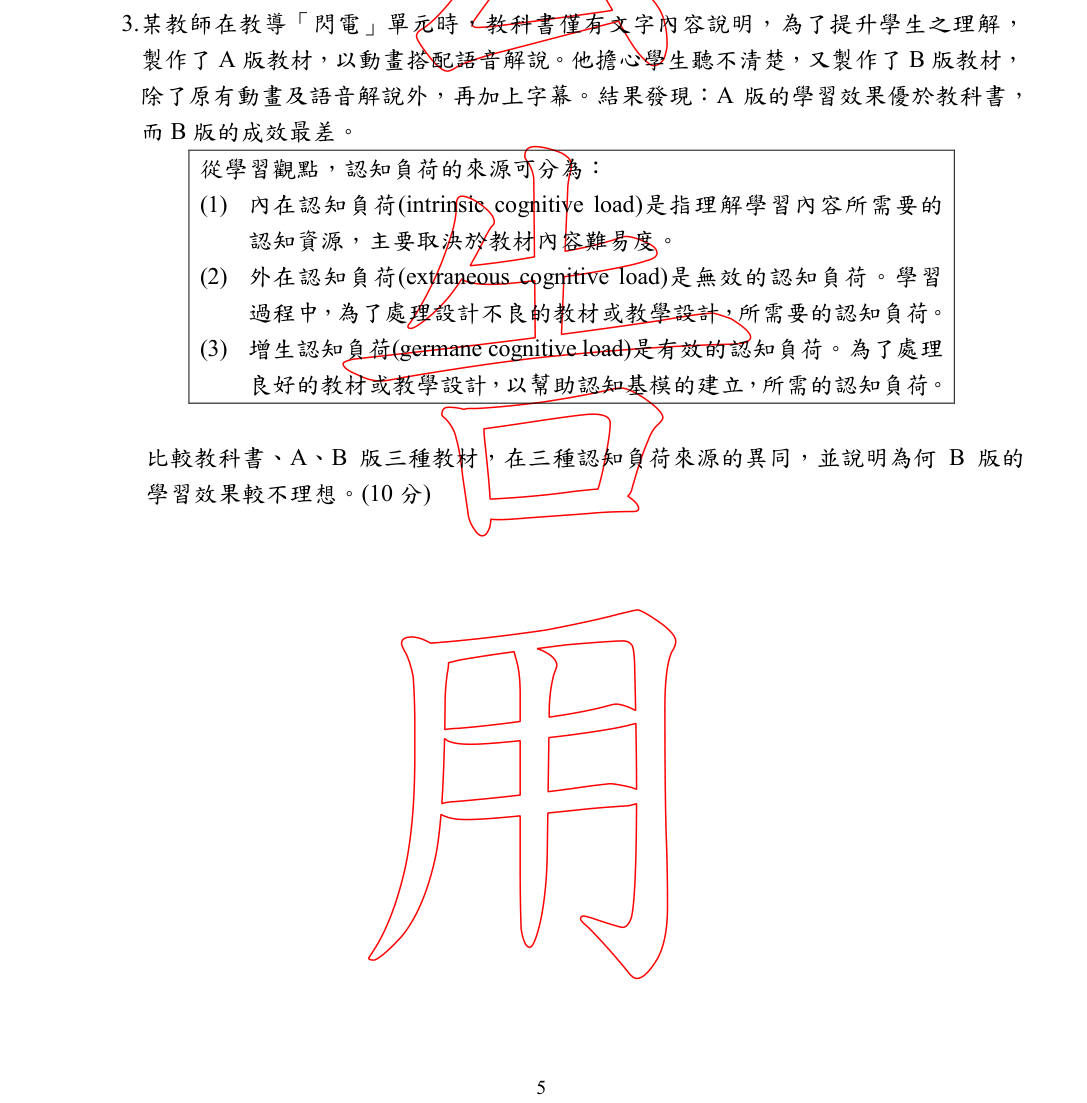 3.某教師在教導「閃電」單元時，教科書僅有文字內容說明，為了提升學生之理解，
製作了 A 版教材，以動畫搭配語音解說。他擔心學生聽不清楚，又製作了 B 版教材，
除了原有動畫及語音解說外，再加上字幕。結果發現：A 版的學習效果優於教科書，
而 B 版的成效最差。
從學習觀點，認知負荷的來源可分為：
(1) 內在認知負荷(intrinsic cognitive load)是指理解學習內容所需要的
認知資源，主要取決於教材內容難易度。
(2) 外在認知負荷(extraneous cognitive load)是無效的認知負荷。學習
過程中，為了處理設計不良的教材或教學設計，所需要的認知負荷。
(3) 增生認知負荷(germane cognitive load)是有效的認知負荷。為了處理
良好的教材或教學設計，以幫助認知基模的建立，所需的認知負荷。
比較教科書、A、B 版三種教材，在三種認知負荷來源的異同，並說明為何 B 版的
學習效果較不理想。(10 分)
用
5